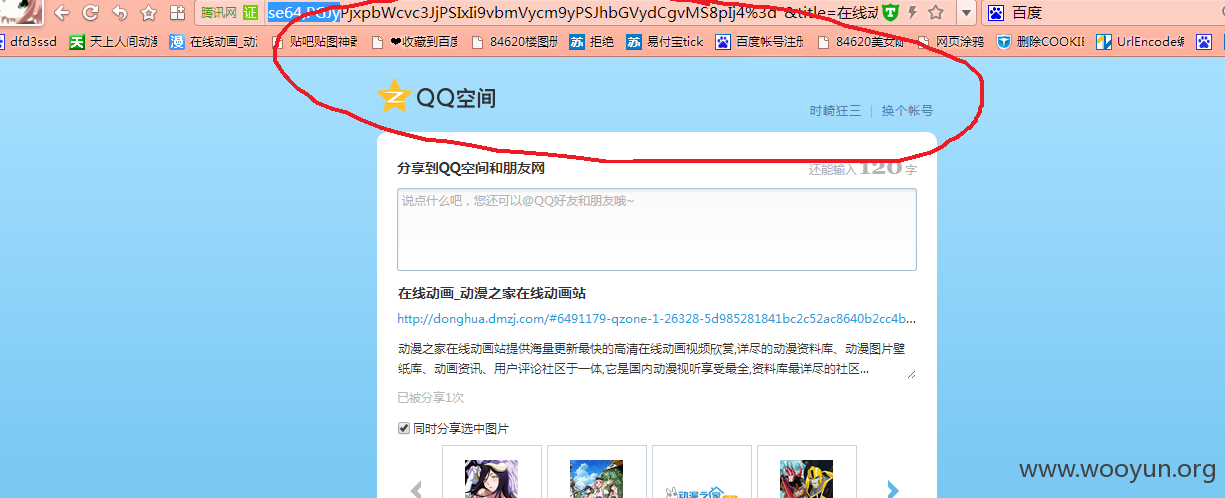 腾讯网 证 se64,PGJyPjxpbWcvc3JjPSIxIi9vbmVycm9yPSJhbGVydCgvMS8pIj4%3d"&title=在线动 百度
dfd3ssd 天上人间动漫 漫 在线动画_动漫 贴吧贴图神器 ❤收藏到百度 84620楼图册 苏 拒绝 苏 易付宝tick 百度帐号注册 84620美女 网页涂鸦 删除COOKIE UrlEncode编
QQ空间
时崎狂三 | 换个帐号
分享到QQ空间和朋友网
还能输入 120 字
说点什么吧，您还可以@QQ好友和朋友哦~
在线动画_动漫之家在线动画站
http://donghua.dmzj.com/#6491179-qzone-1-26328-5d985281841bc2c52ac8640b2cc4b...
动漫之家在线动画站提供海量更新最快的高清在线动画视频欣赏,详尽的动漫资料库、动漫图片壁
纸库、动画资讯、用户评论社区于一体,它是国内动漫视听享受最全,资料库最详尽的社区...
已被分享1次
同时分享选中图片
动漫之家
www.wooyun.org